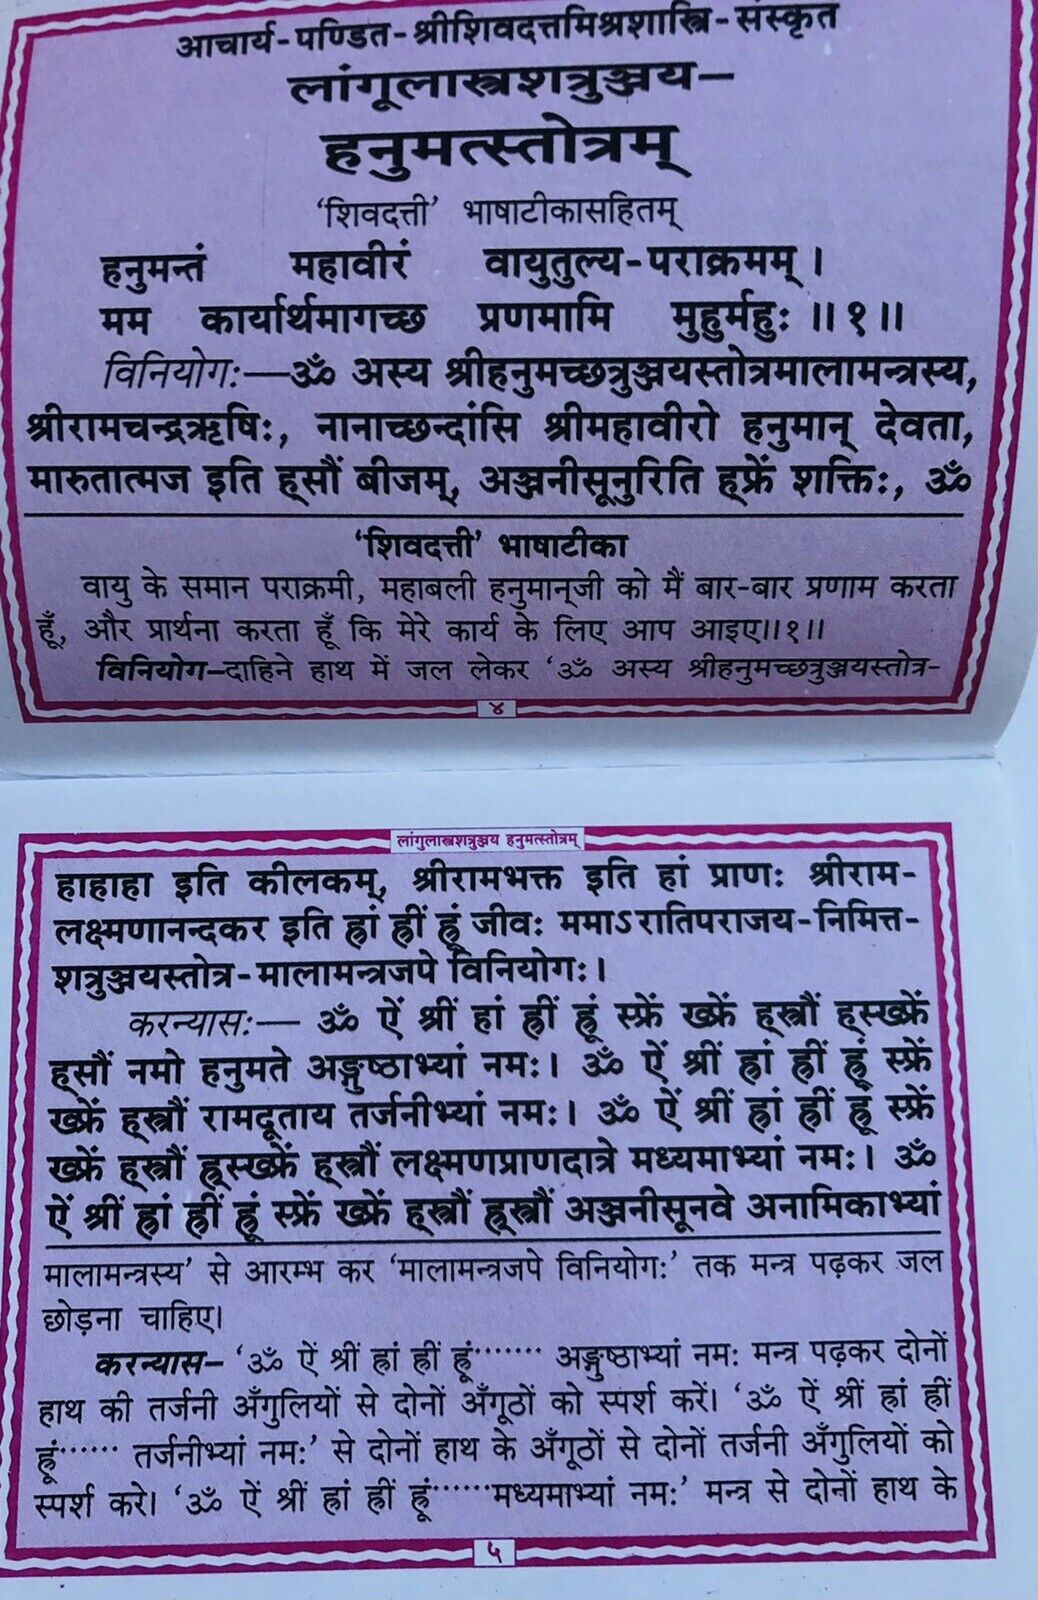 आचार्य-पण्डित-श्रीशिवदत्तमिश्रशास्त्रि-संस्कृत
लांगूलास्त्रशत्रुञ्जय-
हनुमत्स्तोत्रम्
'शिवदत्ती' भाषाटीकासहितम्
हनुमन्तं महावीरं वायुतुल्य-पराक्रमम् ।
मम कार्यार्थमागच्छ प्रणमामि मुहुर्महुः ॥ १ ॥
विनियोगः—ॐ अस्य श्रीहनुमच्छत्रुञ्जयस्तोत्रमालामन्त्रस्य,
श्रीरामचन्द्रऋषिः, नानाच्छन्दांसि श्रीमहावीरो हनुमान् देवता,
मारुतात्मज इति ह्सौं बीजम्, अञ्जनीसूनुरिति ह्फ्रें शक्तिः, ॐ
'शिवदत्ती' भाषाटीका
वायु के समान पराक्रमी, महाबली हनुमान्‌जी को मैं बार-बार प्रणाम करता
हूँ, और प्रार्थना करता हूँ कि मेरे कार्य के लिए आप आइए॥१॥
विनियोग–दाहिने हाथ में जल लेकर 'ॐ अस्य श्रीहनुमच्छत्रुञ्जयस्तोत्र-
४
लांगुलास्त्रशत्रुञ्जय हनुमत्स्तोत्रम्
हाहाहा इति कीलकम्, श्रीरामभक्त इति हां प्राणः श्रीराम-
लक्ष्मणानन्दकर इति ह्रां ह्रीं ह्रूं जीवः ममाऽरातिपराजय-निमित्त-
शत्रुञ्जयस्तोत्र-मालामन्त्रजपे विनियोगः।
करन्यासः— ॐ ऐं श्रीं हां ह्रीं ह्रूं स्फ्रें ख्फ्रें ह्स्त्रौं ह्स्ख्फ्रें
ह्सौं नमो हनुमते अङ्गुष्ठाभ्यां नमः। ॐ ऐं श्रीं ह्रां ह्रीं ह्रूं स्फ्रें
ख्फ्रें ह्स्त्रौं रामदूताय तर्जनीभ्यां नमः। ॐ ऐं श्रीं ह्रां ह्रीं ह्रू स्फ्रें
ख्फ्रें ह्स्त्रौं ह्रस्ख्फ्रें ह्स्त्रौं लक्ष्मणप्राणदात्रे मध्यमाभ्यां नमः। ॐ
ऐं श्रीं ह्रां ह्रीं ह्रूं स्फ्रें ख्फ्रें ह्स्त्रौं ह्रस्त्रौं अञ्जनीसूनवे अनामिकाभ्यां
मालामन्त्रस्य' से आरम्भ कर 'मालामन्त्रजपे विनियोगः' तक मन्त्र पढ़कर जल
छोड़ना चाहिए।
करन्यास– 'ॐ ऐं श्रीं ह्रां ह्रीं ह्रूं········ अङ्गुष्ठाभ्यां नमः मन्त्र पढ़कर दोनों
हाथ की तर्जनी अँगुलियों से दोनों अँगूठों को स्पर्श करें। 'ॐ ऐं श्रीं ह्रां ह्रीं
ह्रूं······ तर्जनीभ्यां नमः' से दोनों हाथ के अँगूठों से दोनों तर्जनी अँगुलियों को
स्पर्श करे। 'ॐ ऐं श्रीं ह्रां ह्रीं ह्रूं······मध्यमाभ्यां नमः' मन्त्र से दोनों हाथ के
५